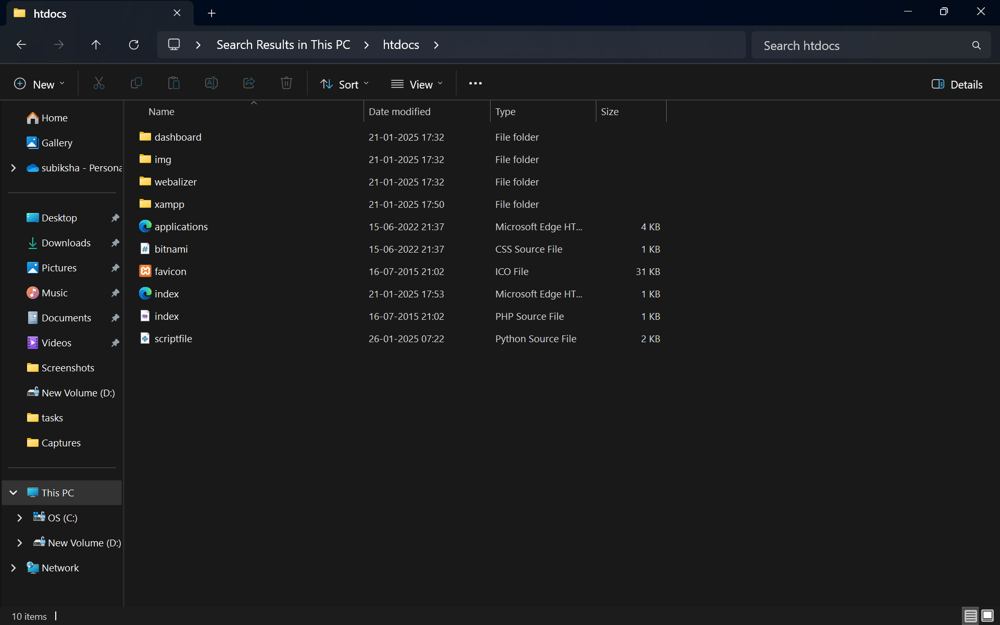 htdocs
Search Results in This PC
htdocs
Search htdocs
New
Sort
View
Details
Name Date modified Type Size
Home
Gallery
subiksha - Persona
Desktop
Downloads
Pictures
Music
Documents
Videos
Screenshots
New Volume (D:)
tasks
Captures
This PC
OS (C:)
New Volume (D:)
Network
dashboard 21-01-2025 17:32 File folder
img 21-01-2025 17:32 File folder
webalizer 21-01-2025 17:32 File folder
xampp 21-01-2025 17:50 File folder
applications 15-06-2022 21:37 Microsoft Edge HT... 4 KB
bitnami 15-06-2022 21:37 CSS Source File 1 KB
favicon 16-07-2015 21:02 ICO File 31 KB
index 21-01-2025 17:53 Microsoft Edge HT... 1 KB
index 16-07-2015 21:02 PHP Source File 1 KB
scriptfile 26-01-2025 07:22 Python Source File 2 KB
10 items